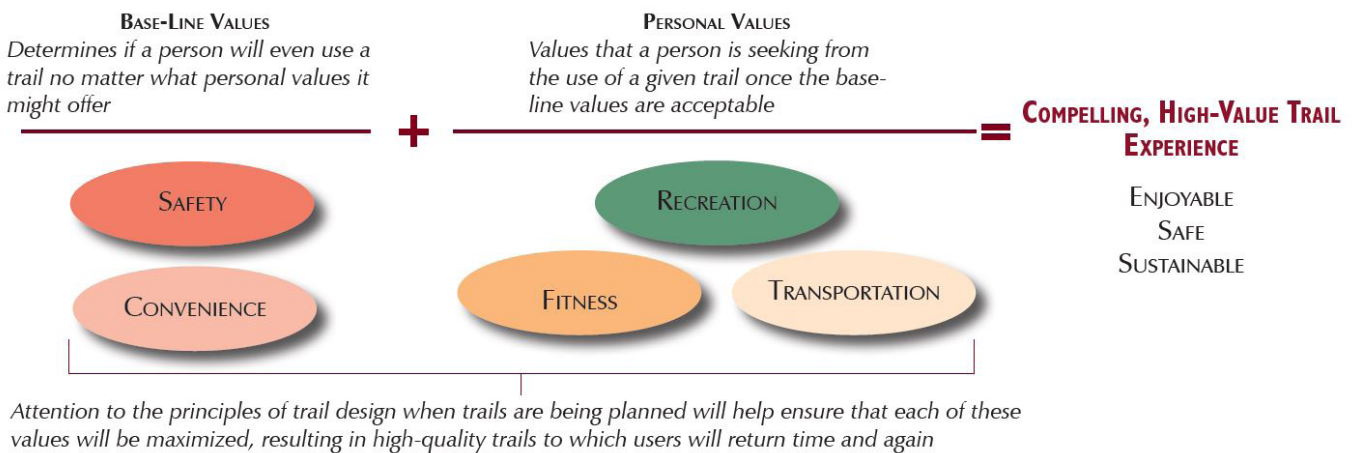 BASE-LINE VALUES
Determines if a person will even use a
trail no matter what personal values it
might offer
+
PERSONAL VALUES
Values that a person is seeking from
the use of a given trail once the base-
line values are acceptable
=
COMPELLING, HIGH-VALUE TRAIL
EXPERIENCE
SAFETY
CONVENIENCE
RECREATION
FITNESS
TRANSPORTATION
ENJOYABLE
SAFE
SUSTAINABLE
Attention to the principles of trail design when trails are being planned will help ensure that each of these
values will be maximized, resulting in high-quality trails to which users will return time and again